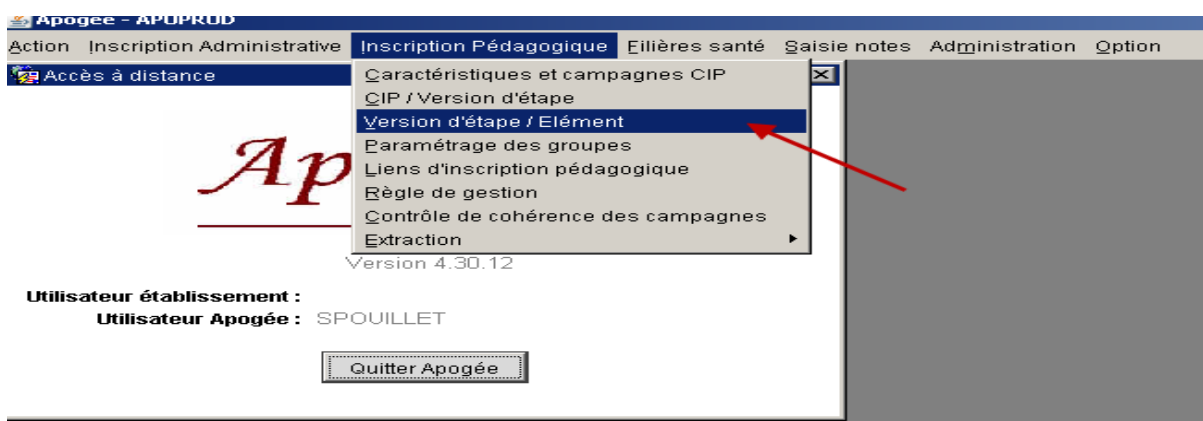 Apogee - APOPROD
Action Inscription Administrative Inscription Pédagogique Filières santé Saisie notes Administration Option
Accès à distance
Caractéristiques et campagnes CIP
CIP / Version d'étape
Version d'étape / Elément
Paramétrage des groupes
Liens d'inscription pédagogique
Règle de gestion
Contrôle de cohérence des campagnes
Extraction
Ap
Version 4.30.12
Utilisateur établissement :
Utilisateur Apogée : SPOUILLET
Quitter Apogée